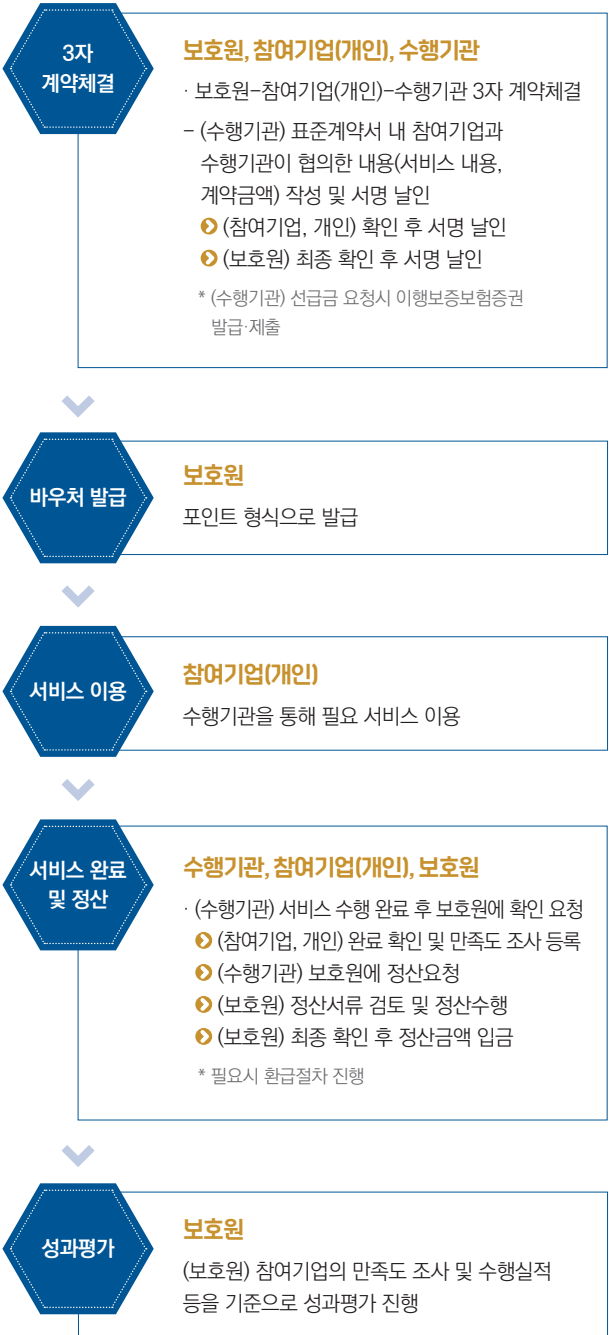 3자
계약체결
보호원, 참여기업(개인), 수행기관
· 보호원-참여기업(개인)-수행기관 3자 계약체결
- (수행기관) 표준계약서 내 참여기업과
수행기관이 협의한 내용(서비스 내용,
계약금액) 작성 및 서명 날인
(참여기업, 개인) 확인 후 서명 날인
(보호원) 최종 확인 후 서명 날인
* (수행기관) 선급금 요청시 이행보증보험증권
발급·제출
바우처 발급
보호원
포인트 형식으로 발급
서비스 이용
참여기업(개인)
수행기관을 통해 필요 서비스 이용
서비스 완료
및 정산
수행기관, 참여기업(개인), 보호원
· (수행기관) 서비스 수행 완료 후 보호원에 확인 요청
(참여기업, 개인) 완료 확인 및 만족도 조사 등록
(수행기관) 보호원에 정산요청
(보호원) 정산서류 검토 및 정산수행
(보호원) 최종 확인 후 정산금액 입금
* 필요시 환급절차 진행
성과평가
보호원
(보호원) 참여기업의 만족도 조사 및 수행실적
등을 기준으로 성과평가 진행